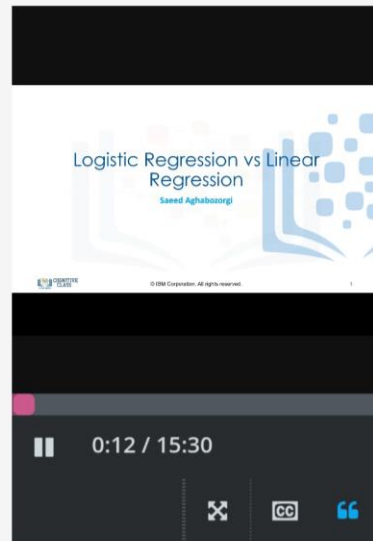 Logistic Regression vs Linear
Regression
Saeed Aghabozorgi
COGNITIVE
CLASS
© IBM Corporation. All rights reserved.
1
0:12 / 15:30
CC